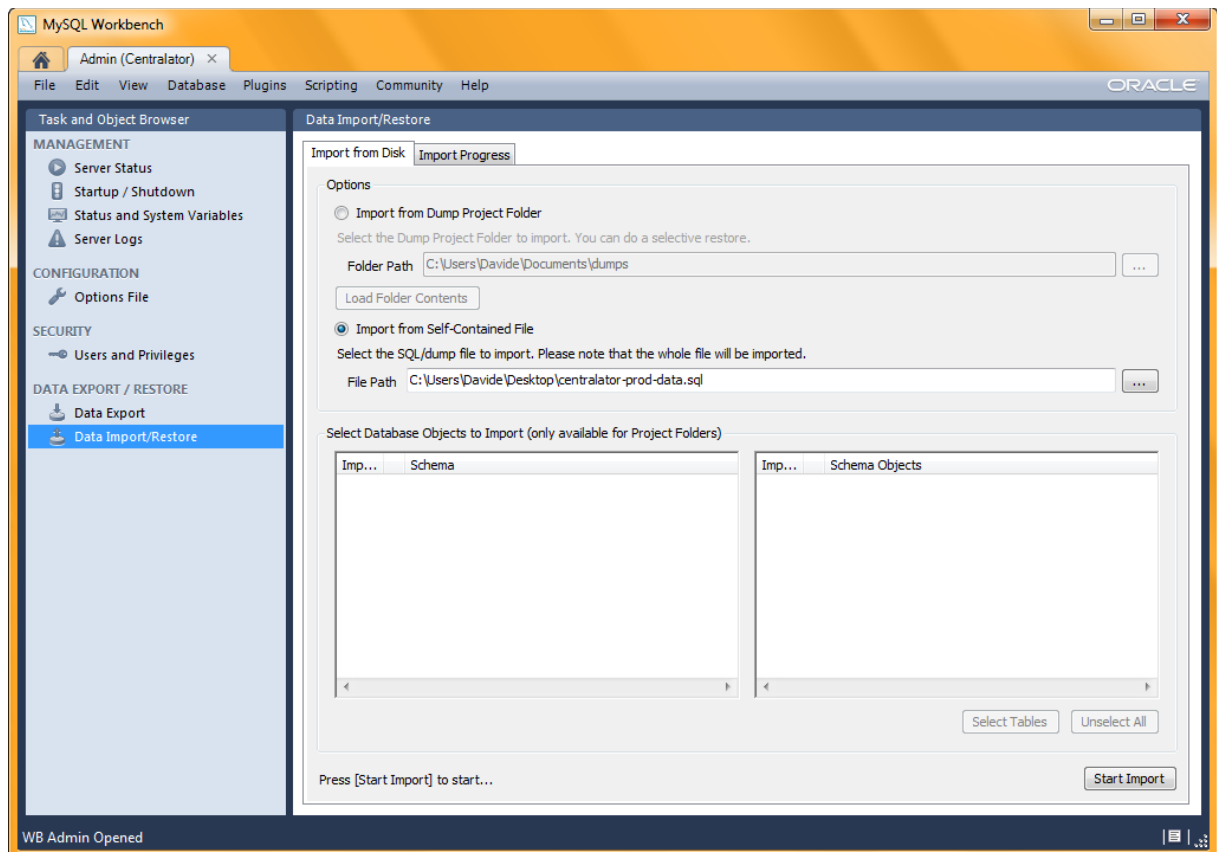 MySQL Workbench
Admin (Centralator)
File Edit View Database Plugins Scripting Community Help
ORACLE
Task and Object Browser
MANAGEMENT
Server Status
Startup / Shutdown
Status and System Variables
Server Logs
CONFIGURATION
Options File
SECURITY
Users and Privileges
DATA EXPORT / RESTORE
Data Export
Data Import/Restore
Data Import/Restore
Import from Disk Import Progress
Options
Import from Dump Project Folder
Select the Dump Project Folder to import. You can do a selective restore.
Folder Path C:\Users\Davide\Documents\dumps ...
Load Folder Contents
Import from Self-Contained File
Select the SQL/dump file to import. Please note that the whole file will be imported.
File Path C:\Users\Davide\Desktop\centralator-prod-data.sql ...
Select Database Objects to Import (only available for Project Folders)
Imp... Schema Imp... Schema Objects
Select Tables Unselect All
Press [Start Import] to start... Start Import
WB Admin Opened